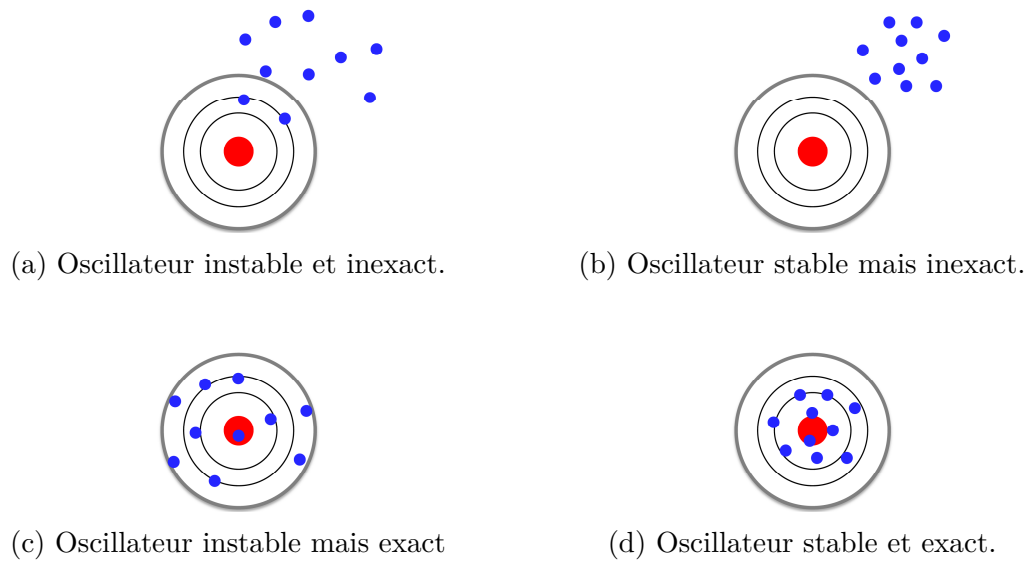 (a) Oscillateur instable et inexact.
(b) Oscillateur stable mais inexact.
(c) Oscillateur instable mais exact
(d) Oscillateur stable et exact.